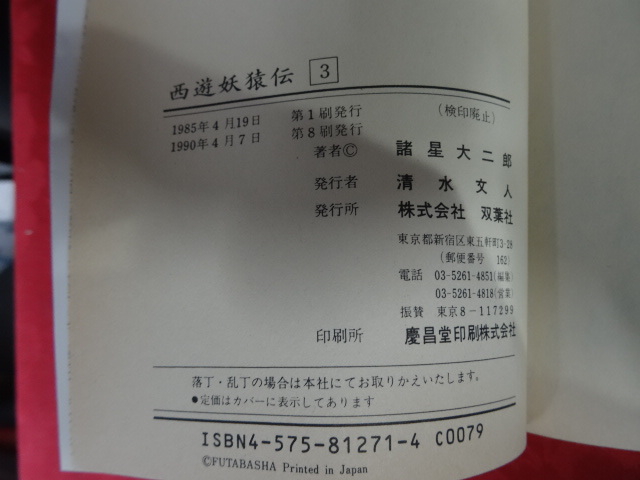 西遊妖猿伝 3
1985年4月19日 第1刷発行 (検印廃止)
1990年4月7日 第8刷発行
著者© 諸星大二郎
発行者 清水文人
発行所 株式会社 双葉社
東京都新宿区東五軒町3-28
(郵便番号 162)
電話 03-5261-4851(編集)
03-5261-4818(営業)
振替 東京8-117299
印刷所 慶昌堂印刷株式会社
落丁・乱丁の場合は本社にてお取りかえいたします。
●定価はカバーに表示してあります
ISBN4-575-81271-4 C0079
©FUTABASHA Printed in Japan